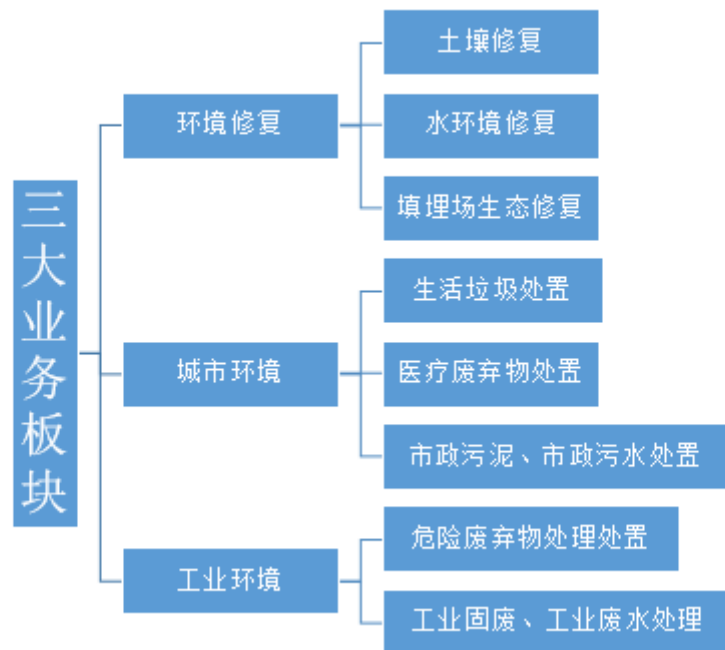 三大业务板块
环境修复
土壤修复
水环境修复
填埋场生态修复
城市环境
生活垃圾处置
医疗废弃物处置
市政污泥、市政污水处置
工业环境
危险废弃物处理处置
工业固废、工业废水处理